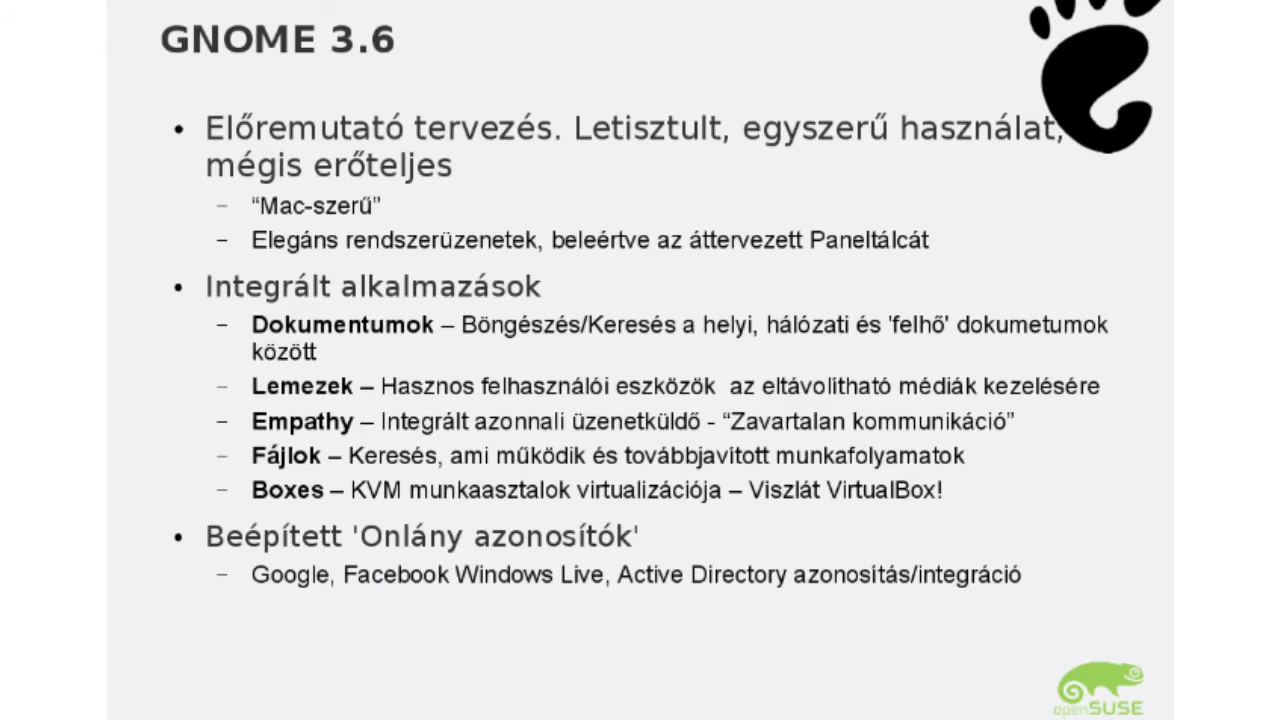 GNOME 3.6
• Előremutató tervezés. Letisztult, egyszerű használat,
mégis erőteljes
– “Mac-szerű”
– Elegáns rendszerüzenetek, beleértve az áttervezett Paneltálcát
• Integrált alkalmazások
– Dokumentumok – Böngészés/Keresés a helyi, hálózati és 'felhő' dokumetumok
között
– Lemezek – Hasznos felhasználói eszközök  az eltávolítható médiák kezelésére
– Empathy – Integrált azonnali üzenetküldő - “Zavartalan kommunikáció”
– Fájlok – Keresés, ami működik és továbbjavított munkafolyamatok
– Boxes – KVM munkaasztalok virtualizációja – Viszlát VirtualBox!
• Beépített 'Onlány azonosítók'
– Google, Facebook Windows Live, Active Directory azonosítás/integráció
openSUSE